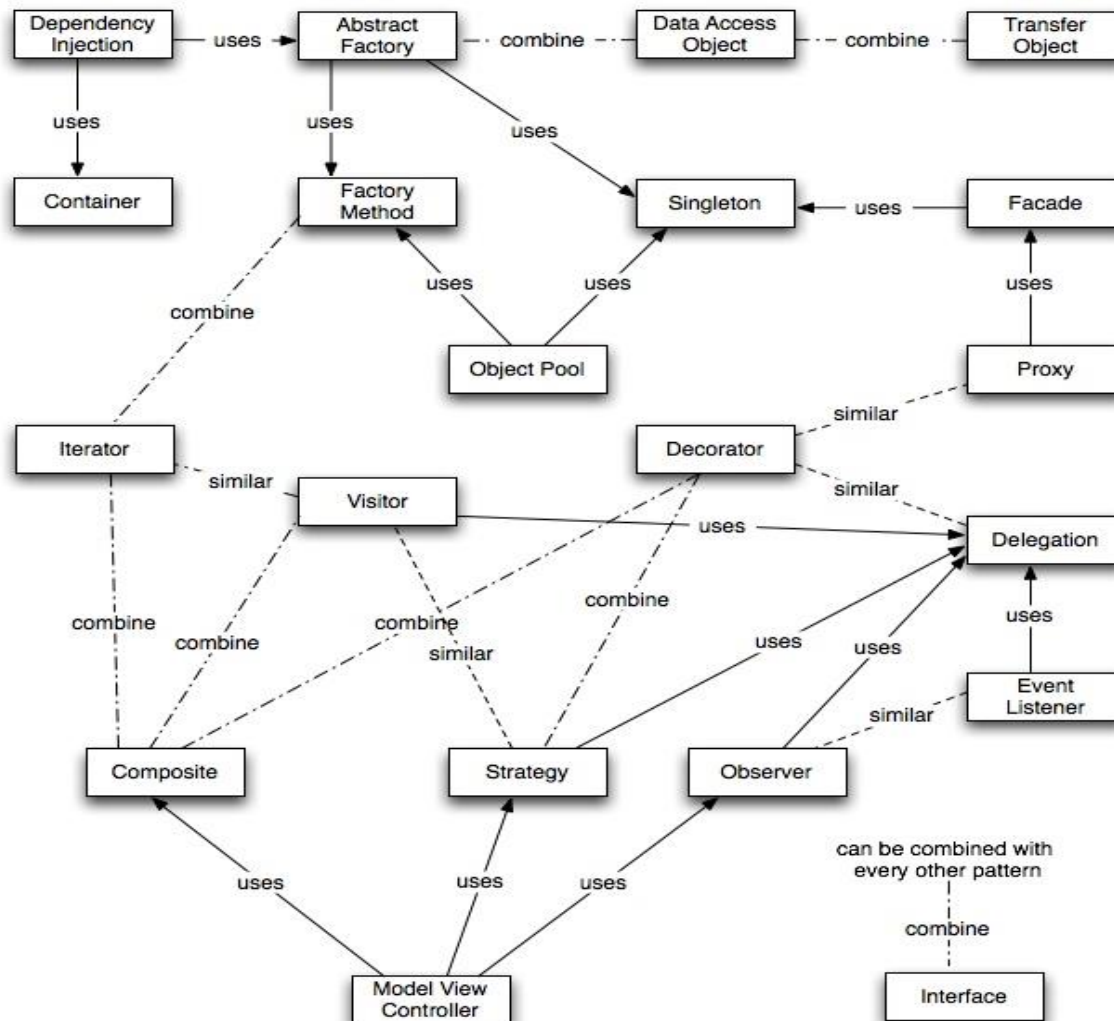 Dependency
Injection
uses
Abstract
Factory
combine
Data Access
Object
combine
Transfer
Object
uses
uses
uses
Container
Factory
Method
Singleton
uses
Facade
combine
uses
uses
uses
Object Pool
Proxy
similar
Iterator
Decorator
similar
similar
Visitor
uses
Delegation
combine
combine
combine
similar
combine
uses
uses
uses
similar
Event
Listener
Composite
Strategy
Observer
uses
uses
uses
can be combined with
every other pattern
combine
Model View
Controller
Interface